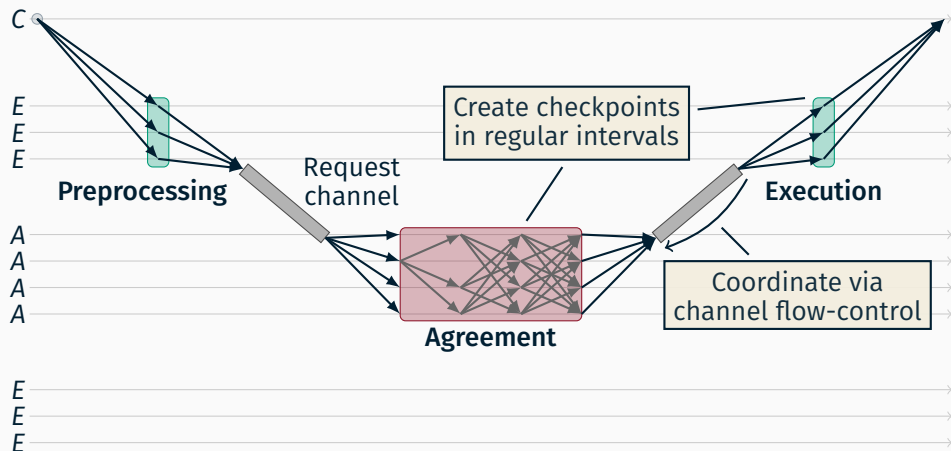 C
E
E
E
Create checkpoints
in regular intervals
Request
channel
Preprocessing
Execution
A
A
A
A
Coordinate via
channel flow-control
Agreement
E
E
E